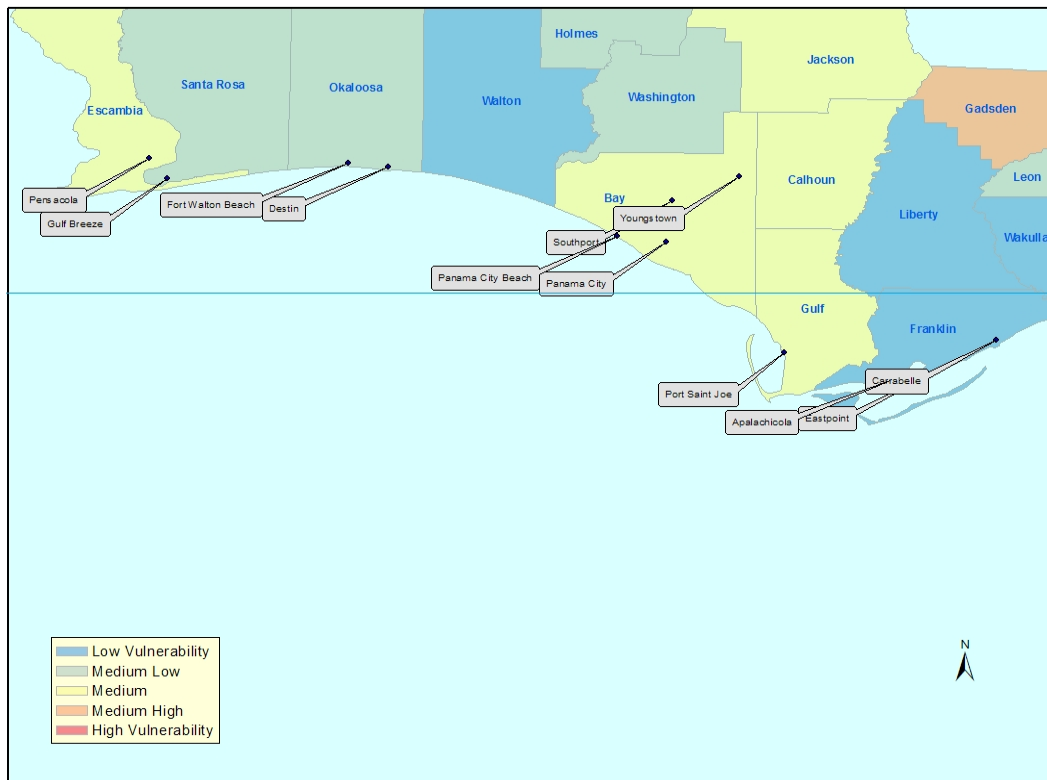 Holmes
Jackson
Santa Rosa
Okaloosa
Walton
Washington
Escambia
Gadsden
Leon
Calhoun
Bay
Liberty
Pensacola
Gulf Breeze
Fort Walton Beach
Destin
Youngstown
Southport
Wakulla
Panama City Beach
Panama City
Gulf
Franklin
Carrabelle
Port Saint Joe
Apalachicola
Eastpoint
N
Low Vulnerability
Medium Low
Medium
Medium High
High Vulnerability